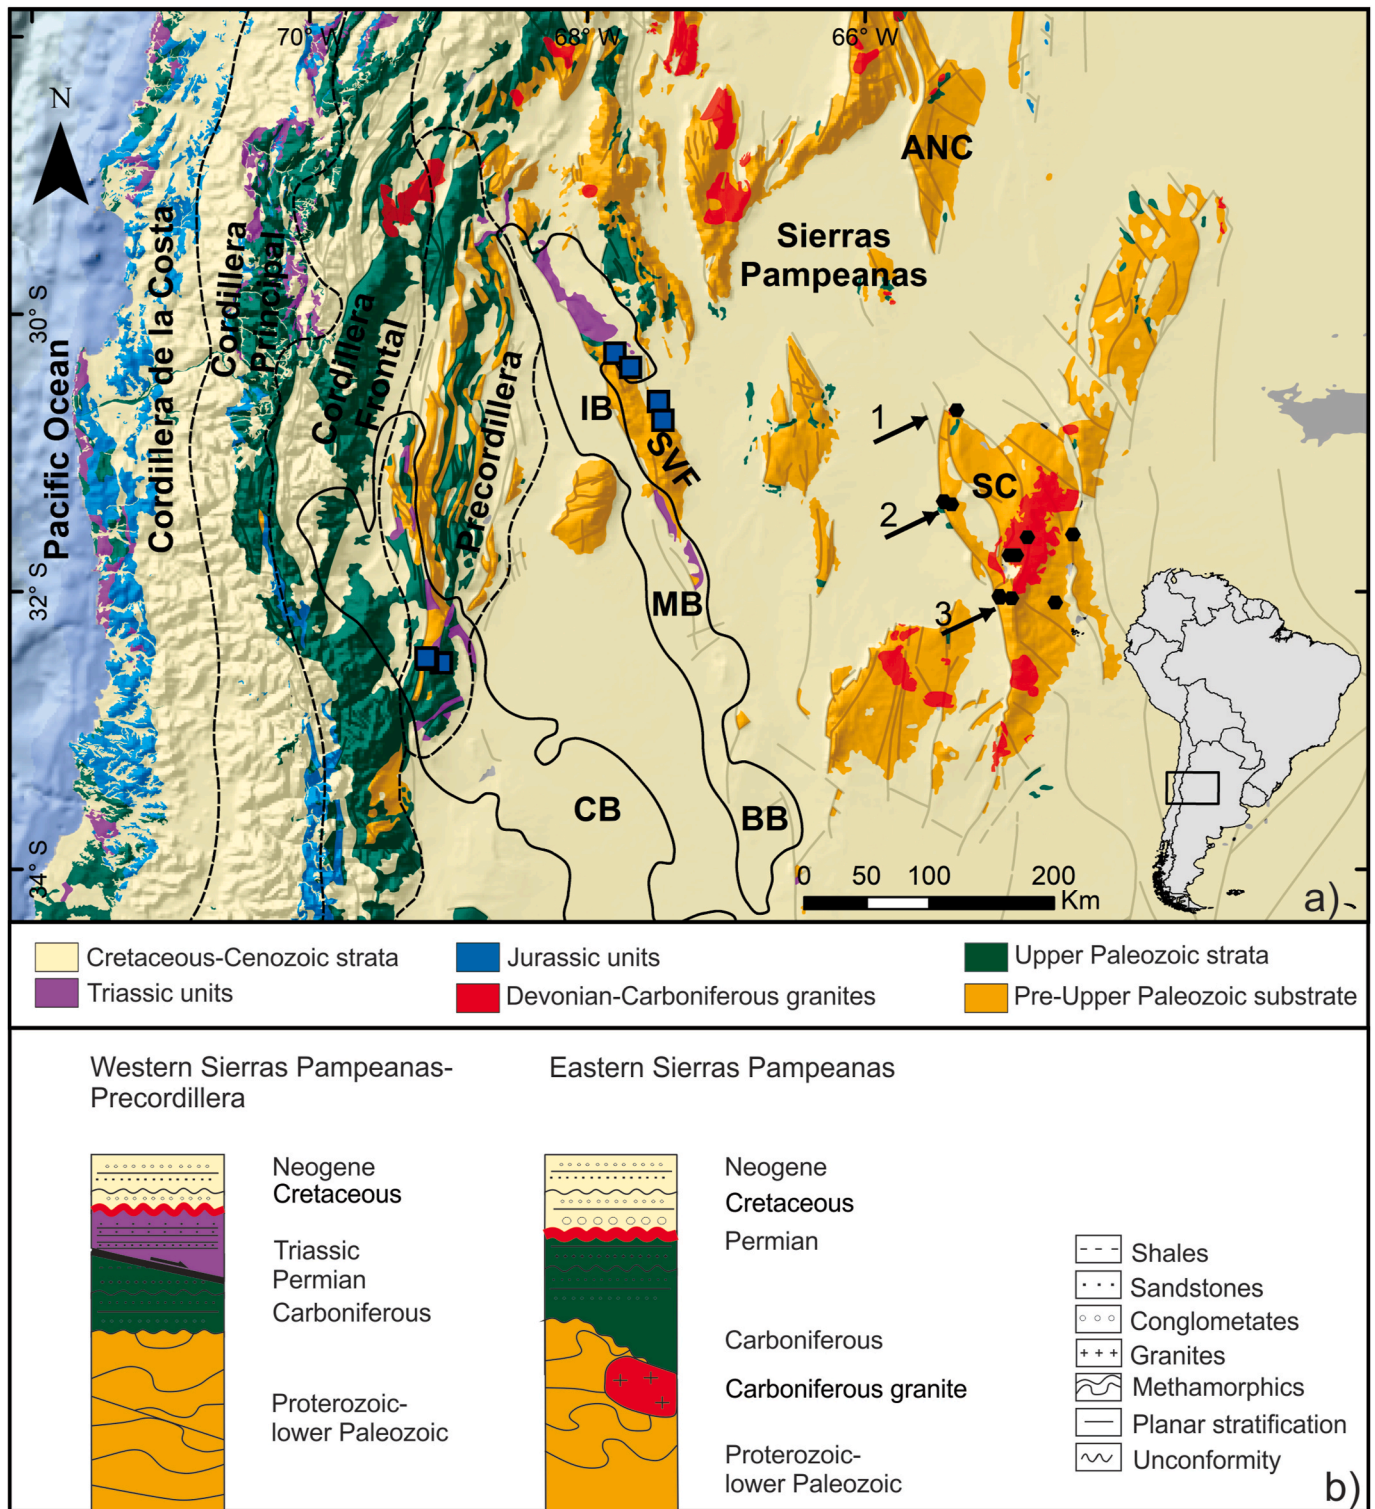 70° W
68° W
66° W
N
ANC
Sierras
Pampeanas
30° S
Pacific Ocean
Cordillera de la Costa
Cordillera
Principal
Cordillera
Frontal
Precordillera
IB
SVF
1
SC
2
32° S
MB
3
CB
BB
34° S
0 50 100 200
Km
a)
Cretaceous-Cenozoic strata
Jurassic units
Upper Paleozoic strata
Triassic units
Devonian-Carboniferous granites
Pre-Upper Paleozoic substrate
Western Sierras Pampeanas-
Precordillera
Neogene
Cretaceous
Triassic
Permian
Carboniferous
Proterozoic-
lower Paleozoic
Eastern Sierras Pampeanas
Neogene
Cretaceous
Permian
Carboniferous
Carboniferous granite
Proterozoic-
lower Paleozoic
Shales
Sandstones
Conglometates
Granites
Methamorphics
Planar stratification
Unconformity
b)